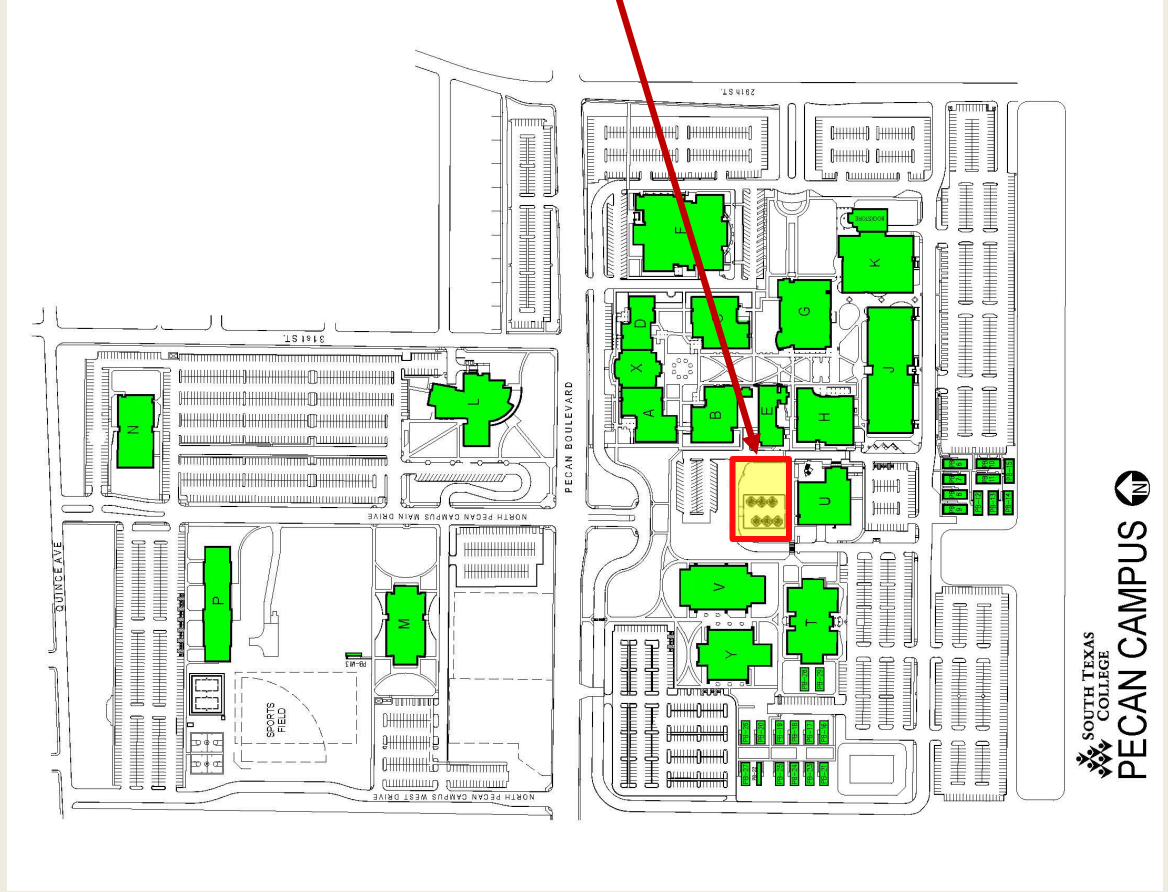 29th ST.
BOOKSTORE
F
K
G
D
C
31st ST.
X
J
L
A
B
E
H
N
PECAN BOULEVARD
U
NORTH PECAN CAMPUS MAIN DRIVE
QUINCE AVE
P
V
M
T
Y
PB-M3
SPORTS
FIELD
NORTH PECAN CAMPUS WEST DRIVE
SOUTH TEXAS
COLLEGE
PECAN CAMPUS
N